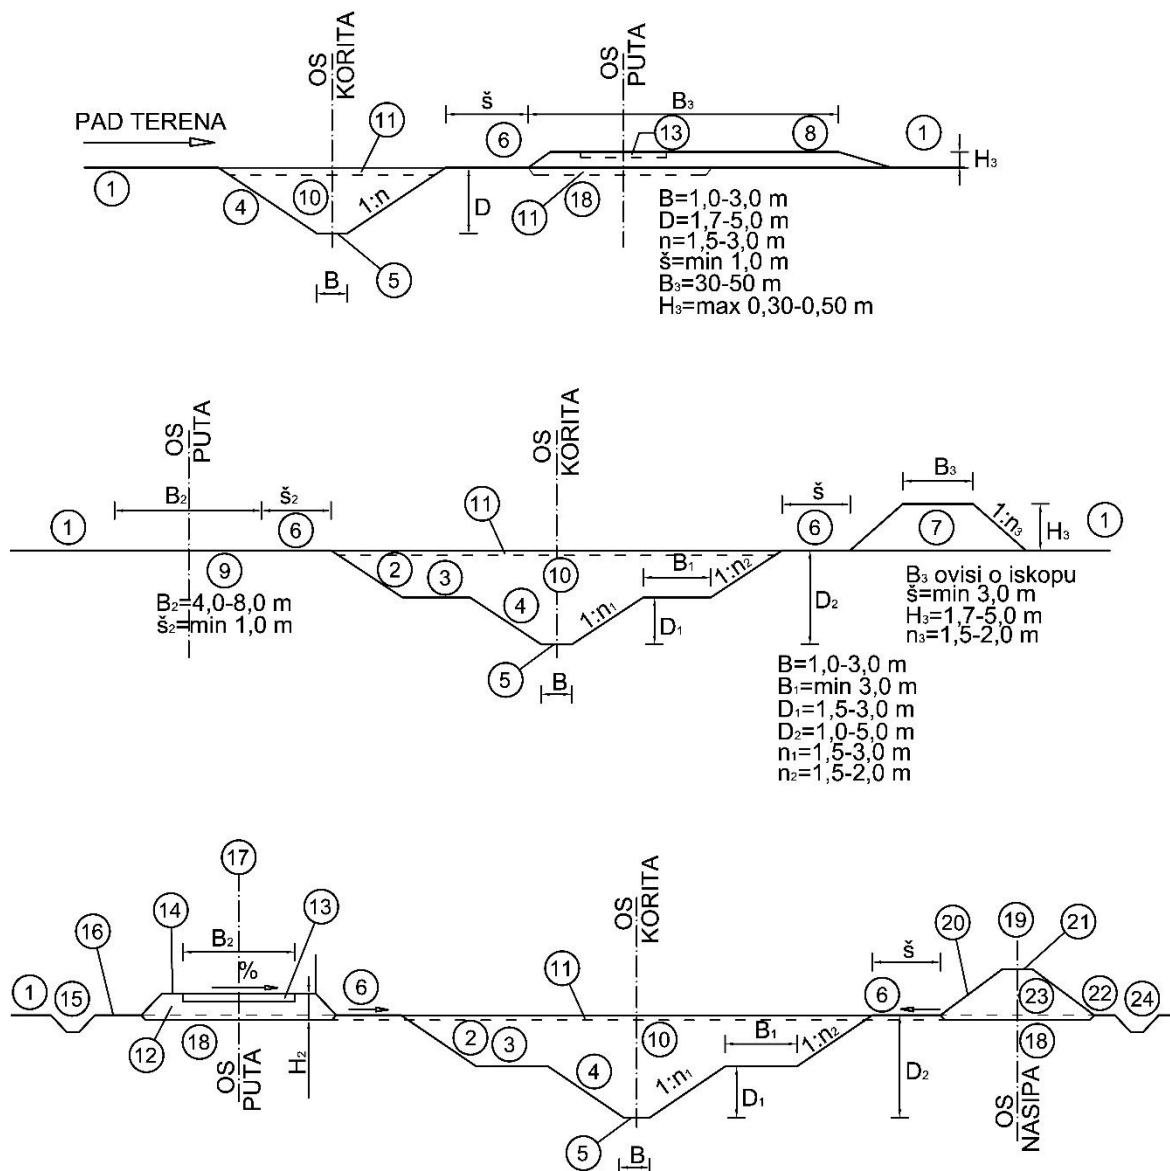 OS
KORITA
OS
PUTA
PAD TERENA
11
š
B₃
6
13
8
1
H₃
1
4
10
1:n
D
11
18
5
B
B=1,0-3,0 m
D=1,7-5,0 m
n=1,5-3,0 m
š=min 1,0 m
B₃=30-50 m
H₃=max 0,30-0,50 m
OS
PUTA
OS
KORITA
B₂
š₂
1
6
11
š
6
B₃
7
1:n₃
H₃
1
9
2
3
10
B₁
1:n₂
4
1:n₁
D₁
D₂
5
B
B₂=4,0-8,0 m
š₂=min 1,0 m
B₃ ovisi o iskopu
š=min 3,0 m
H₃=1,7-5,0 m
n₃=1,5-2,0 m
B=1,0-3,0 m
B₁=min 3,0 m
D₁=1,5-3,0 m
D₂=1,0-5,0 m
n₁=1,5-3,0 m
n₂=1,5-2,0 m
17
OS
KORITA
14
13
16
B₂
%
20
19
21
1
15
6
11
š
6
23
22
24
12
18
H₂
2
3
10
B₁
1:n₂
18
OS
PUTA
4
1:n₁
D₁
D₂
5
B
OS
NASIPA